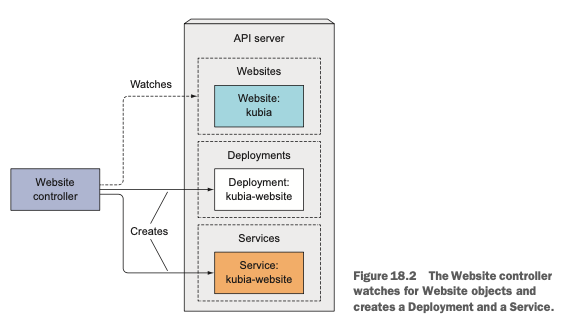 API server
Websites
Watches
Website:
kubia
Deployments
Website
controller
Deployment:
kubia-website
Creates
Services
Service:
kubia-website
Figure 18.2 The Website controller
watches for Website objects and
creates a Deployment and a Service.